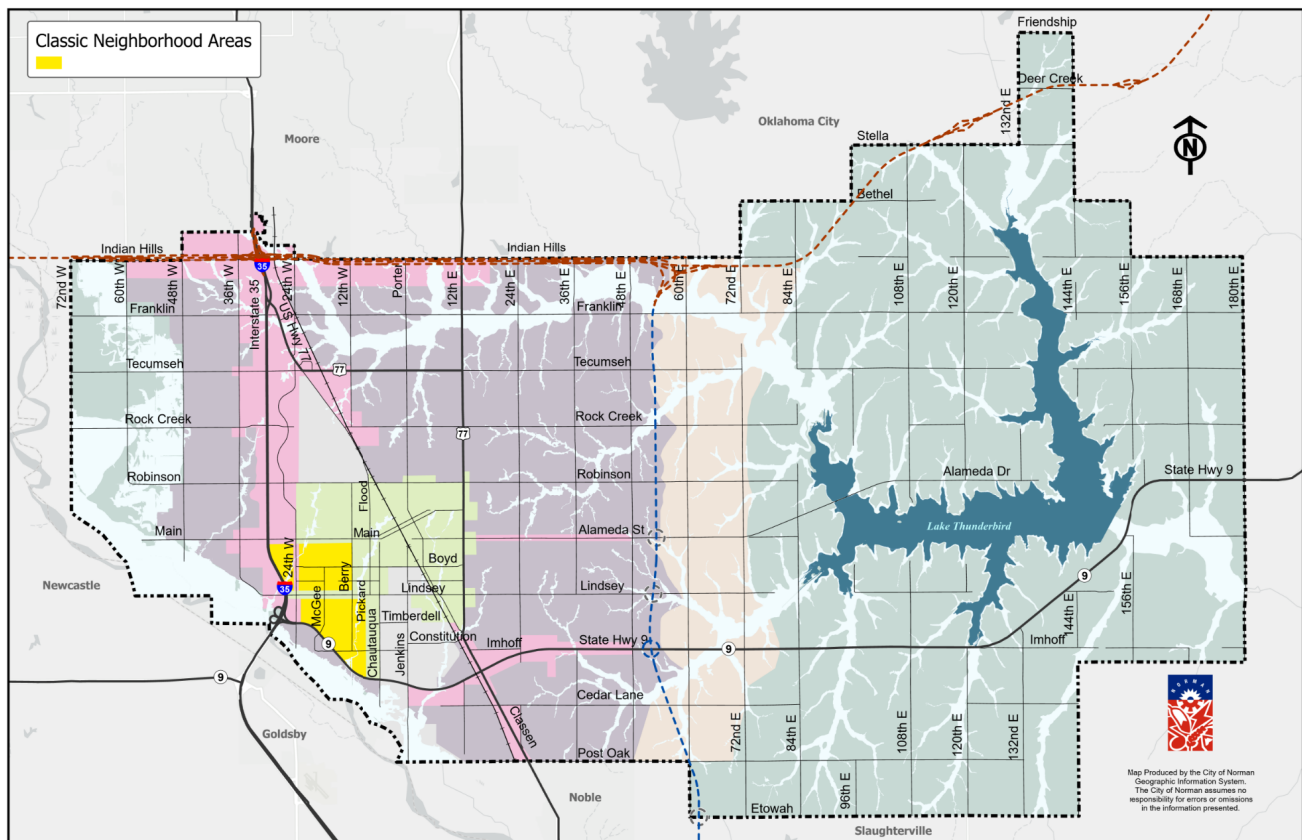 Classic Neighborhood Areas
Friendship
Deer Creek
132nd E
Oklahoma City
Moore
Stella
N
Bethel
Indian Hills
Indian Hills
35
72nd W
60th W
48th W
36th W
Interstate 35
24th W
12th W
Porter
12th E
24th E
36th E
48th E
60th E
72nd E
84th E
108th E
120th E
144th E
156th E
168th E
180th E
US Hwy 77
Franklin
Franklin
Tecumseh
77
Tecumseh
Rock Creek
Rock Creek
77
Robinson
Robinson
Alameda Dr
State Hwy 9
Flood
Main
Main
Alameda St
Lake Thunderbird
24th W
Berry
Boyd
9
Newcastle
35
McGee
Pickard
Lindsey
Lindsey
Chautauqua
Timberdell
156th E
144th E
9
Jenkins
Constitution
Imhoff
State Hwy 9
9
Imhoff
9
Cedar Lane
NORMAN
Goldsby
Classen
72nd E
84th E
108th E
120th E
132nd E
Post Oak
Map Produced by the City of Norman
Geographic Information System.
The City of Norman assumes no
responsibility for errors or omissions
in the information presented.
Noble
96th E
Etowah
Slaughterville